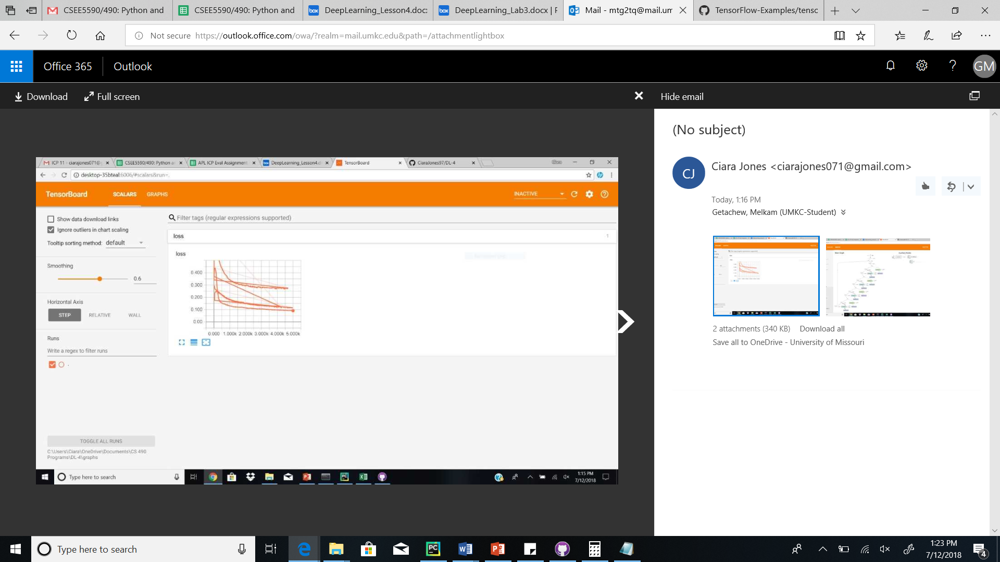 CSEE5590/490: Python and
CSEE5590/490: Python and
DeepLearning_Lesson4.docx
DeepLearning_Lab3.docx | F
Mail - mtg2tq@mail.um
TensorFlow-Examples/tensc
Not secure https://outlook.office.com/owa/?realm=mail.umkc.edu&path=/attachmentlightbox
Office 365
Outlook
GM
Download
Full screen
Hide email
ICP 11 - ciarajones071@g
CSEE5590/490: Python a
APL ICP Eval Assignment
DeepLearning_Lesson4.d
TensorBoard
CiaraJones97/DL-4
desktop-35bteal:6006/#scalars&run=.
TensorBoard
SCALARS
GRAPHS
INACTIVE
Show data download links
Ignore outliers in chart scaling
Tooltip sorting method: default
Smoothing
0.6
Horizontal Axis
STEP
RELATIVE
WALL
Runs
Write a regex to filter runs
.
TOGGLE ALL RUNS
C:\Users\Ciara\OneDrive\Documents\CS 490
Programs\DL-4\graphs
Filter tags (regular expressions supported)
loss
1
loss
0.400
0.300
0.200
0.100
0.00
0.000 1.000k 2.000k 3.000k 4.000k 5.000k
Type here to search
1:15 PM
7/12/2018
(No subject)
CJ
Ciara Jones <ciarajones071@gmail.com>
Today, 1:16 PM
Getachew, Melkam (UMKC-Student)
2 attachments (340 KB) Download all
Save all to OneDrive - University of Missouri
Type here to search
1:23 PM
7/12/2018
4